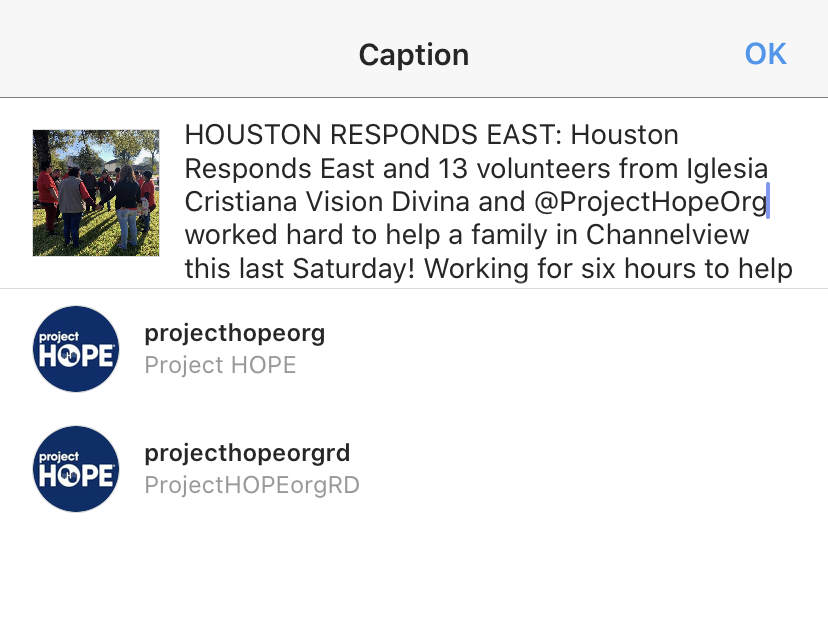 Caption
OK
HOUSTON RESPONDS EAST: Houston
Responds East and 13 volunteers from Iglesia
Cristiana Vision Divina and @ProjectHopeOrg
worked hard to help a family in Channelview
this last Saturday! Working for six hours to help
project
HOPE
projecthopeorg
Project HOPE
project
HOPE
projecthopeorgrd
ProjectHOPEorgRD